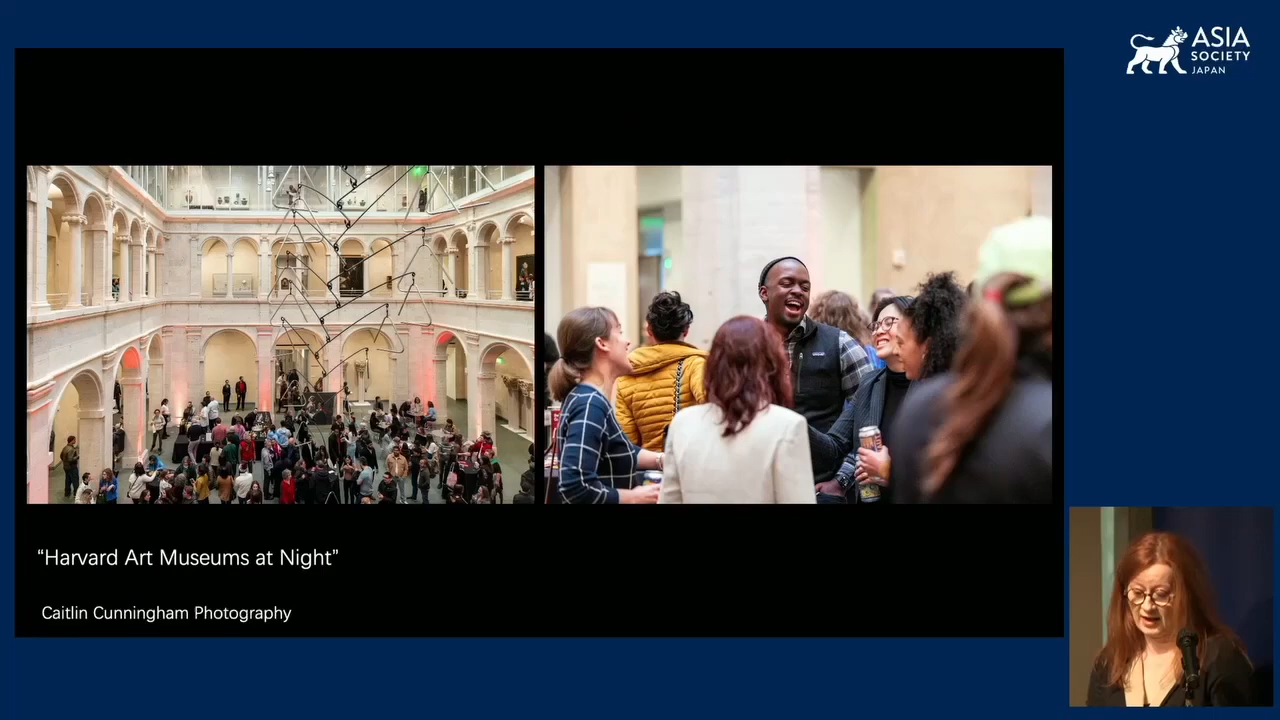 ASIA
SOCIETY
JAPAN
“Harvard Art Museums at Night”
Caitlin Cunningham Photography